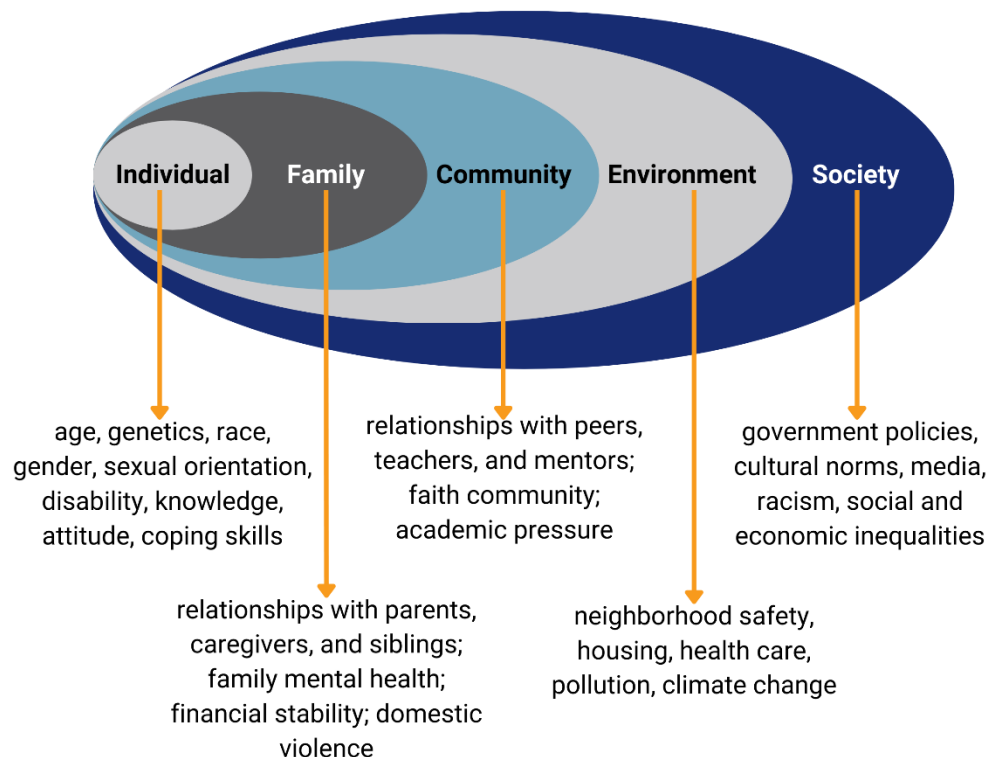 Individual
Family
Community
Environment
Society
age, genetics, race,
gender, sexual orientation,
disability, knowledge,
attitude, coping skills
relationships with parents,
caregivers, and siblings;
family mental health;
financial stability; domestic
violence
relationships with peers,
teachers, and mentors;
faith community;
academic pressure
neighborhood safety,
housing, health care,
pollution, climate change
government policies,
cultural norms, media,
racism, social and
economic inequalities